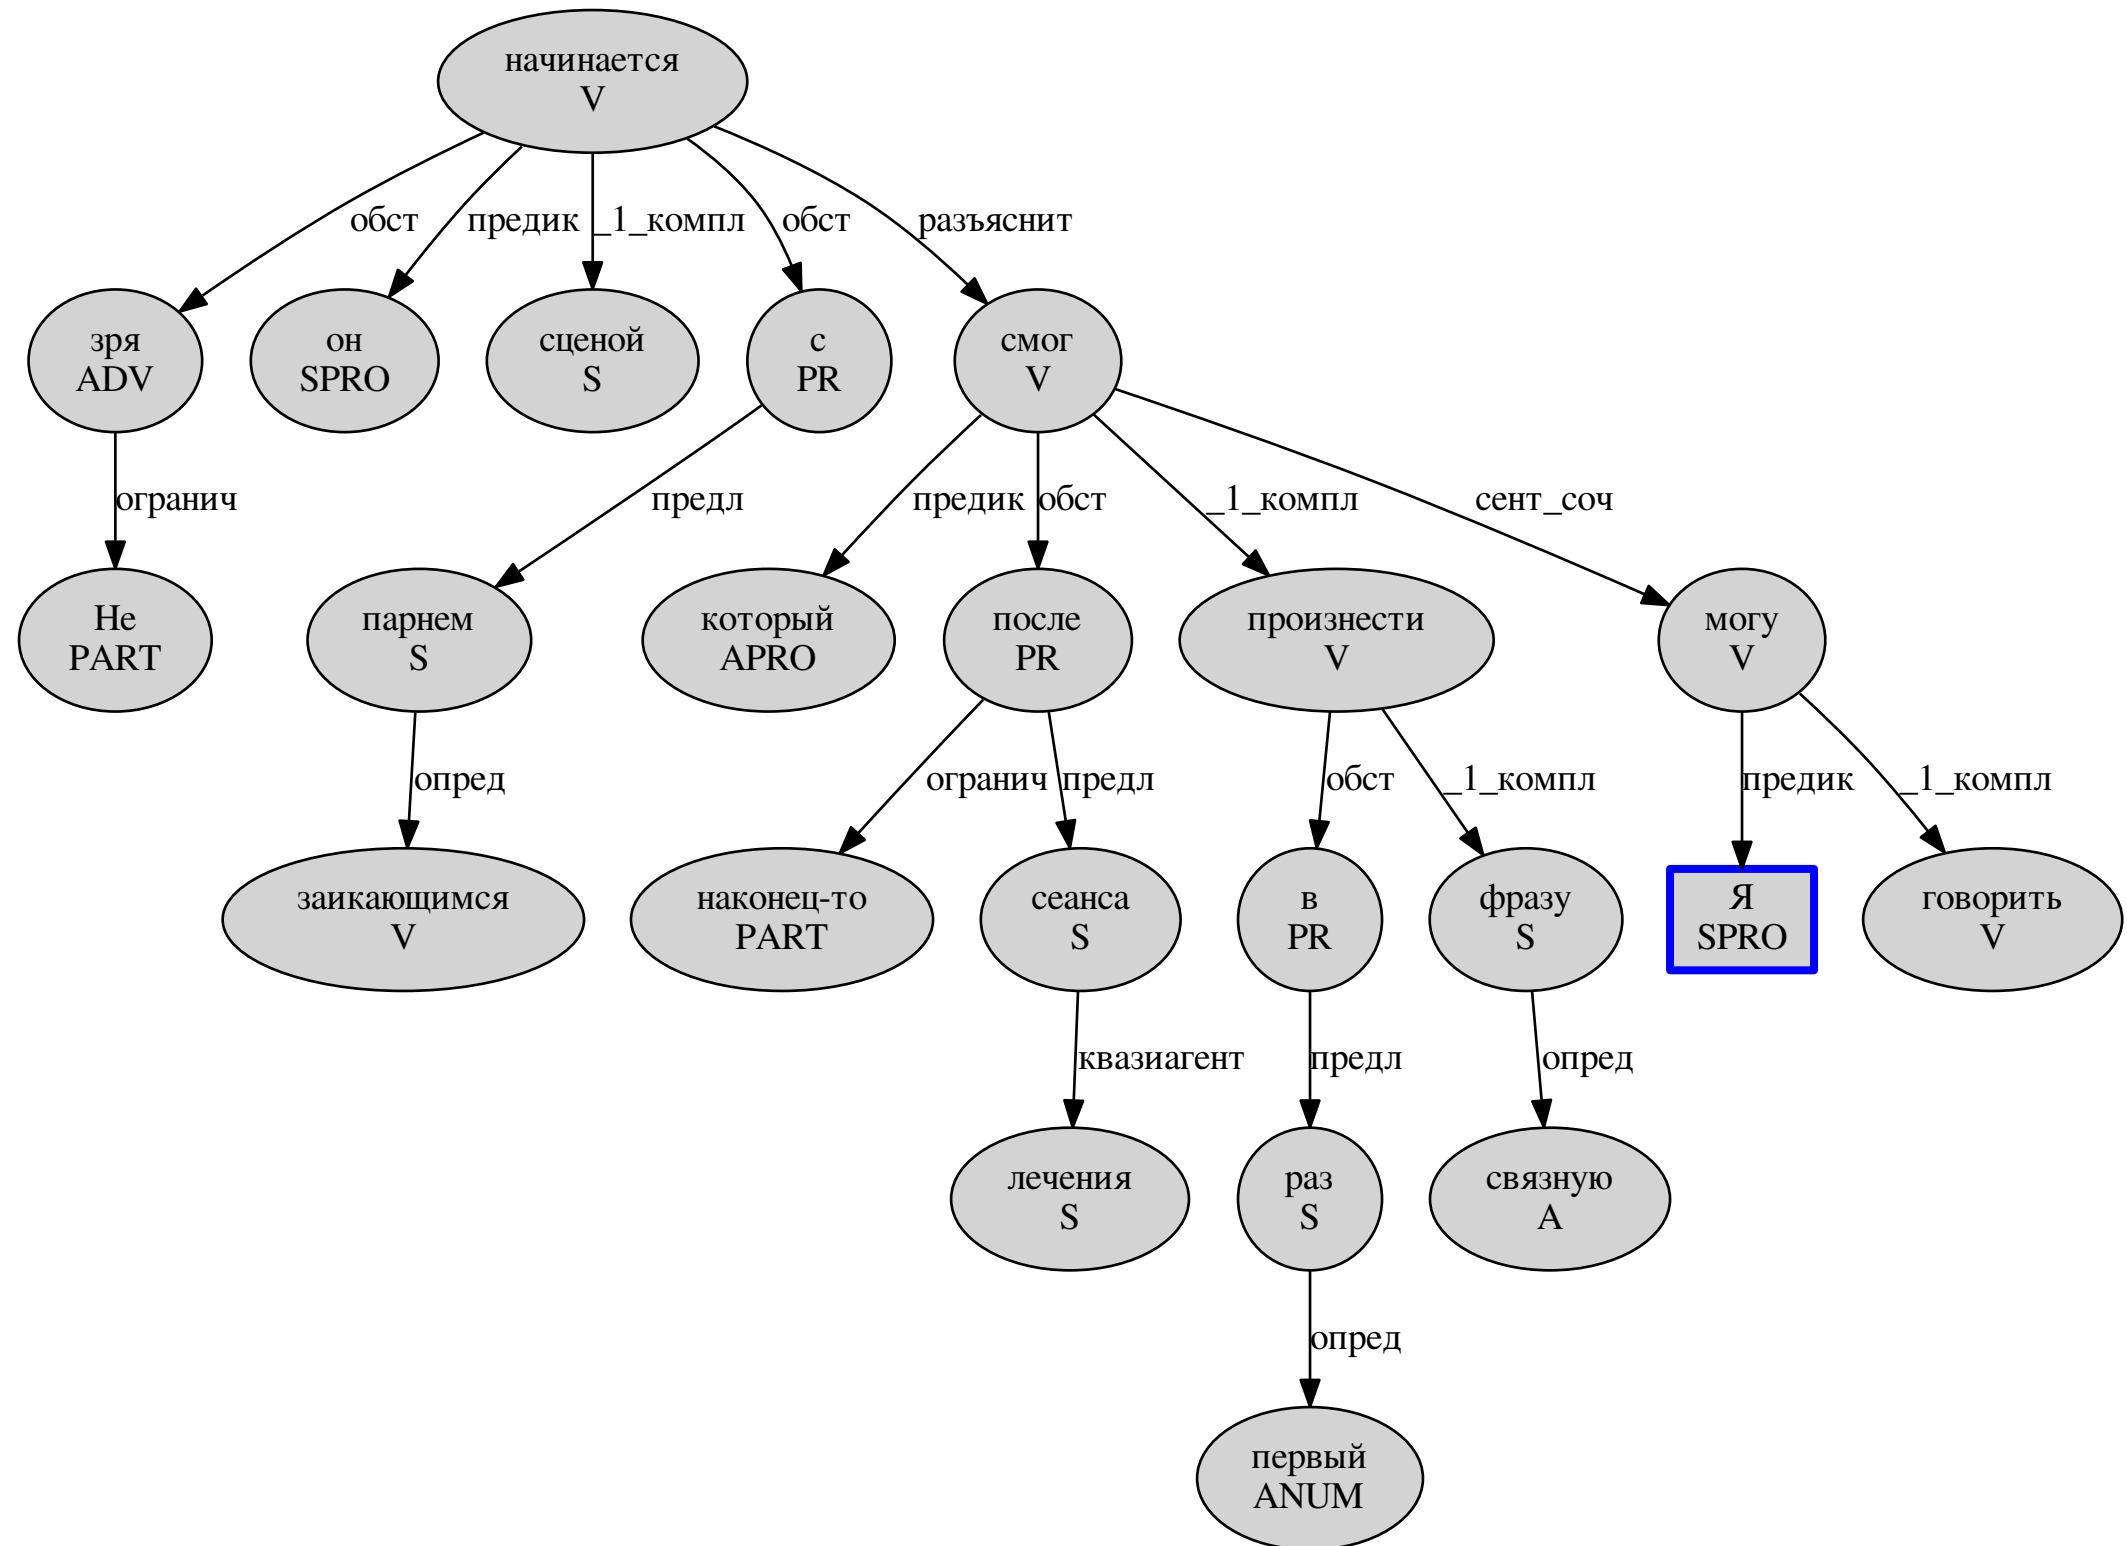 начинается
V
обст
предик
_1_компл
обст
разъяснит
зря
ADV
он
SPRO
сценой
S
с
PR
смог
V
огранич
предл
предик
обст
_1_компл
сент_соч
Не
PART
парнем
S
который
APRO
после
PR
произнести
V
могу
V
опред
огранич
предл
обст
_1_компл
предик
_1_компл
заикающимся
V
наконец-то
PART
сеанса
S
в
PR
фразу
S
Я
SPRO
говорить
V
квазиагент
предл
опред
лечения
S
раз
S
связную
A
опред
первый
ANUM